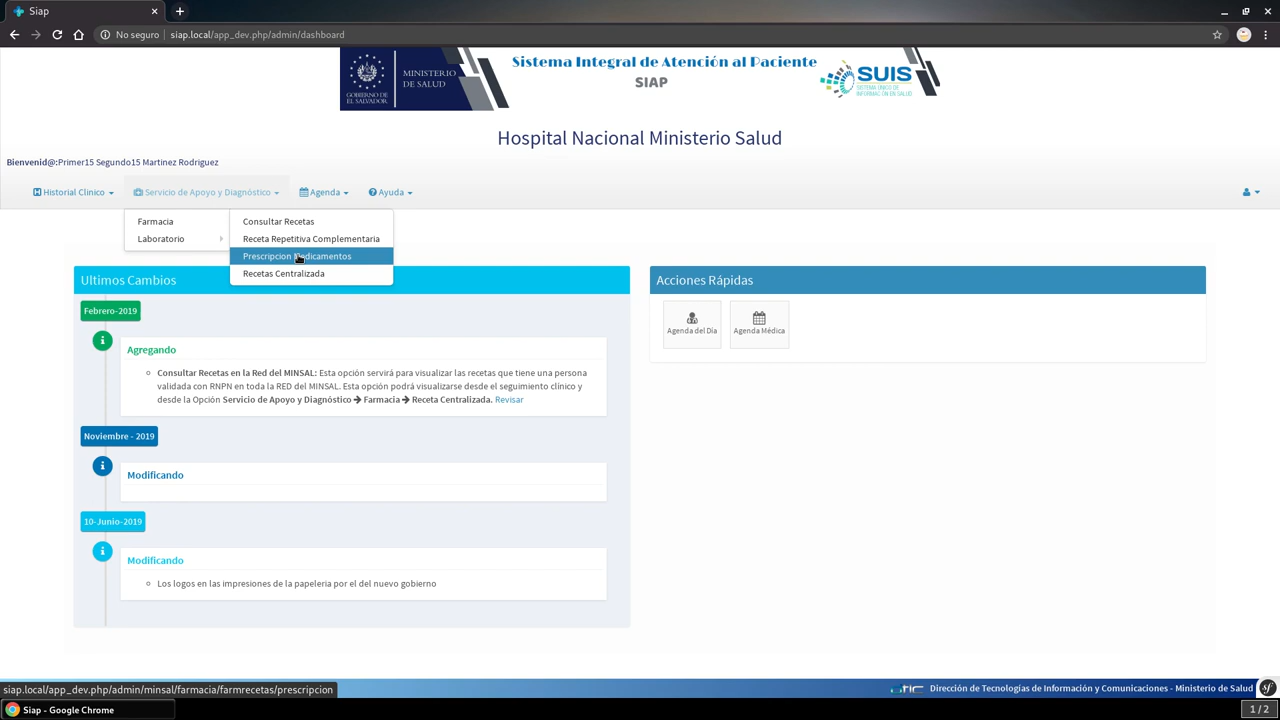 Siap
No seguro
siap.local/app_dev.php/admin/dashboard
GOBIERNO DE
EL SALVADOR
MINISTERIO
DE SALUD
Sistema Integral de Atención al Paciente
SIAP
SUIS
SISTEMA ÚNICO DE
INFORMACIÓN EN SALUD
Hospital Nacional Ministerio Salud
Bienvenid@:Primer15 Segundo15 Martinez Rodriguez
Historial Clinico
Servicio de Apoyo y Diagnóstico
Agenda
Ayuda
Farmacia
Laboratorio
Consultar Recetas
Receta Repetitiva Complementaria
Prescripcion Medicamentos
Recetas Centralizada
Ultimos Cambios
Febrero-2019
Agregando
Consultar Recetas en la Red del MINSAL: Esta opción servirá para visualizar las recetas que tiene una persona
validada con RNPN en toda la RED del MINSAL. Esta opción podrá visualizarse desde el seguimiento clínico y
desde la Opción Servicio de Apoyo y Diagnóstico → Farmacia → Receta Centralizada. Revisar
Noviembre - 2019
Modificando
10-Junio-2019
Modificando
Los logos en las impresiones de la papeleria por el del nuevo gobierno
Acciones Rápidas
Agenda del Día
Agenda Médica
siap.local/app_dev.php/admin/minsal/farmacia/farmrecetas/prescripcion
Dirección de Tecnologías de Información y Comunicaciones - Ministerio de Salud
sf
Siap - Google Chrome
1 / 2